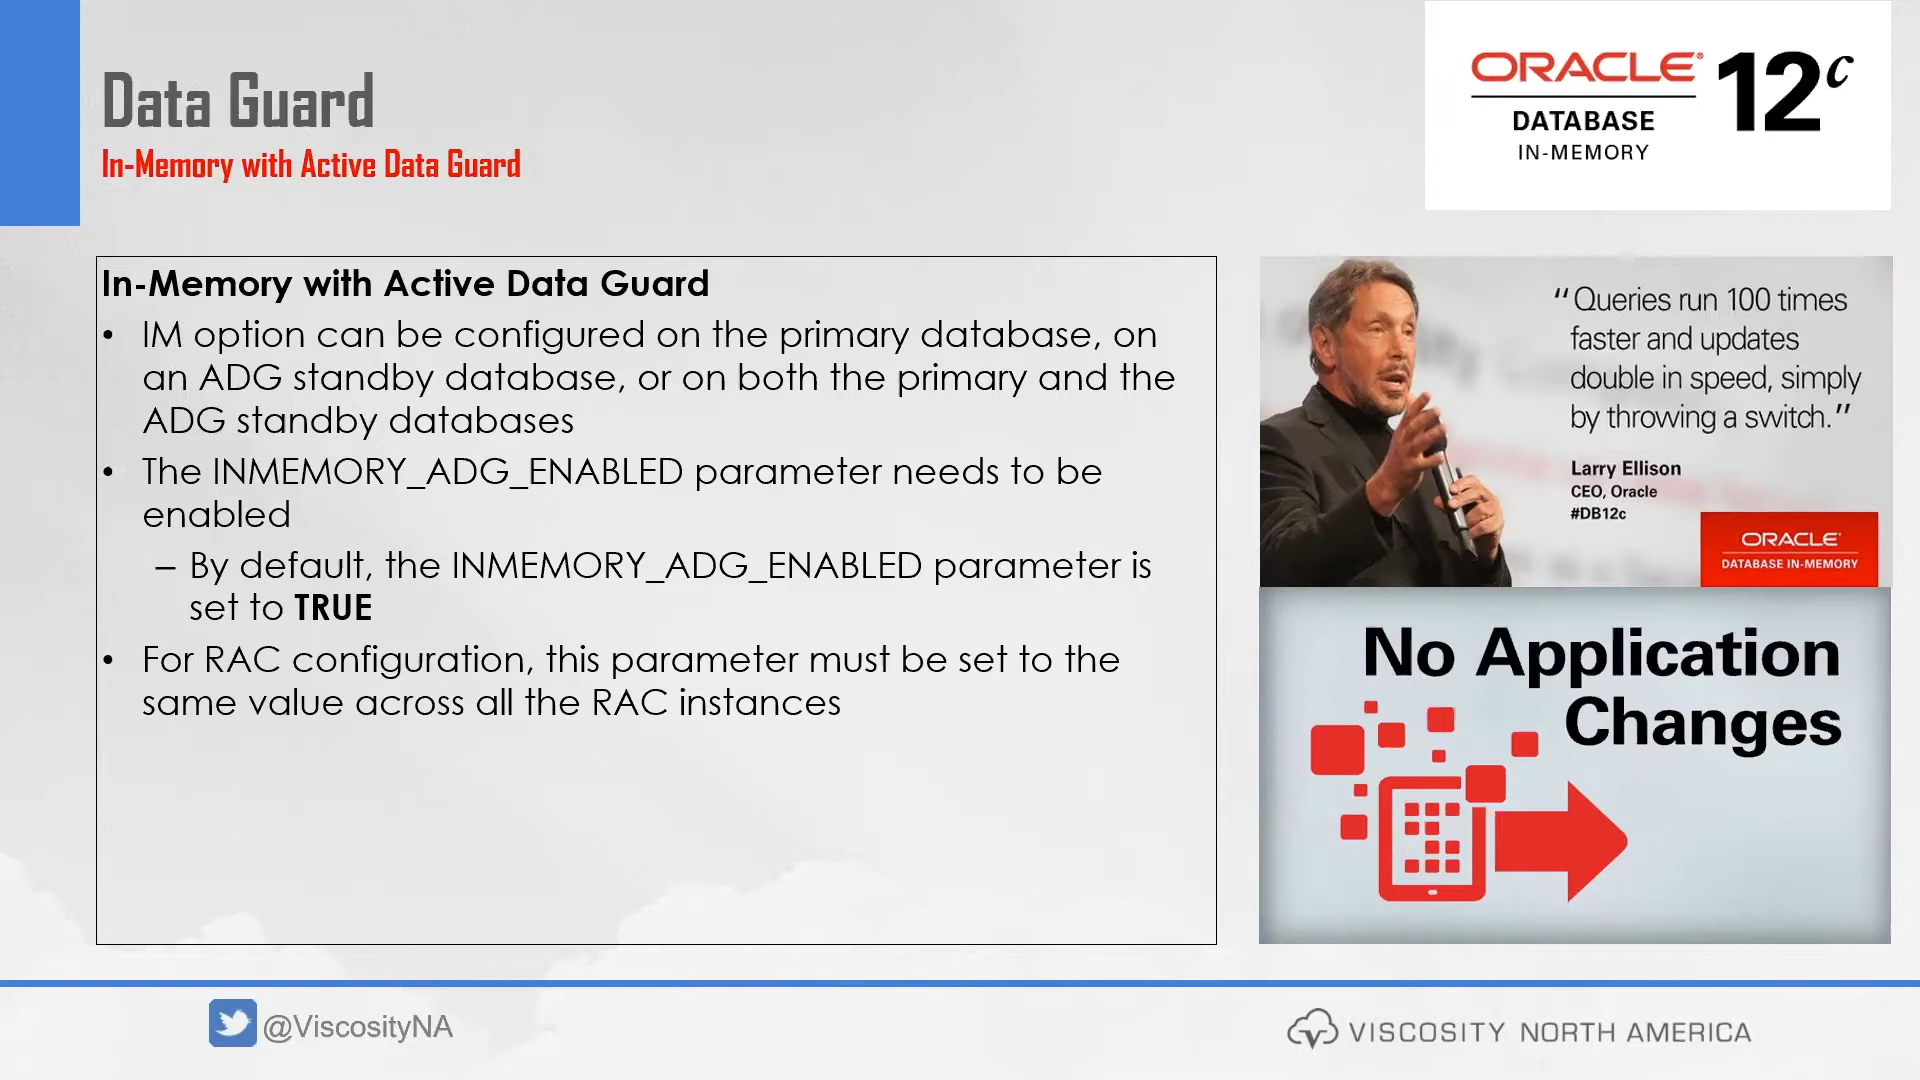 Data Guard
In-Memory with Active Data Guard
ORACLE® 12c
DATABASE
IN-MEMORY
In-Memory with Active Data Guard
• IM option can be configured on the primary database, on
an ADG standby database, or on both the primary and the
ADG standby databases
• The INMEMORY_ADG_ENABLED parameter needs to be
enabled
– By default, the INMEMORY_ADG_ENABLED parameter is
set to TRUE
• For RAC configuration, this parameter must be set to the
same value across all the RAC instances
“Queries run 100 times
faster and updates
double in speed, simply
by throwing a switch.”
Larry Ellison
CEO, Oracle
#DB12c
ORACLE®
DATABASE IN-MEMORY
No Application
Changes
@ViscosityNA
VISCOSITY NORTH AMERICA